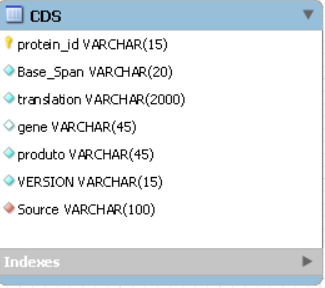 CDS
protein_id VARCHAR(15)
Base_Span VARCHAR(20)
translation VARCHAR(2000)
gene VARCHAR(45)
produto VARCHAR(45)
VERSION VARCHAR(15)
Source VARCHAR(100)
Indexes